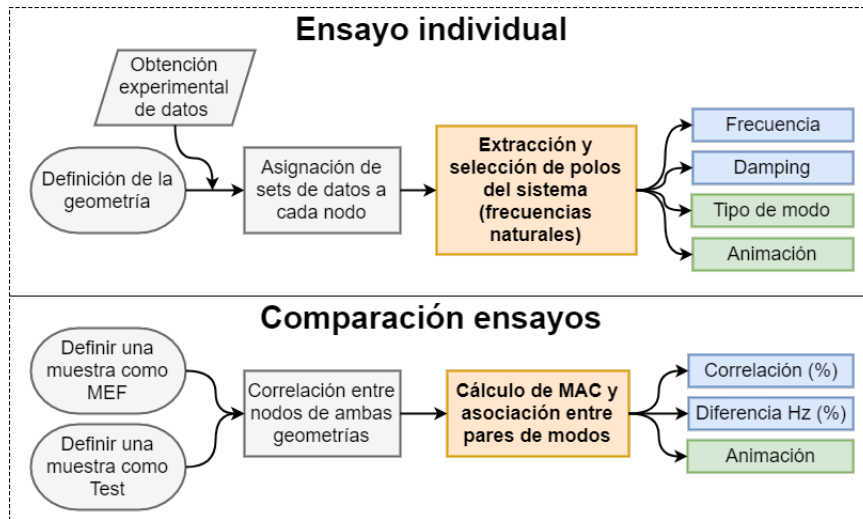 Ensayo individual
Obtención
experimental
de datos
Definición de la
geometría
Asignación de
sets de datos a
cada nodo
Extracción y
selección de polos
del sistema
(frecuencias
naturales)
Frecuencia
Damping
Tipo de modo
Animación
Comparación ensayos
Definir una
muestra como
MEF
Definir una
muestra como
Test
Correlación entre
nodos de ambas
geometrías
Cálculo de MAC y
asociación entre
pares de modos
Correlación (%)
Diferencia Hz (%)
Animación